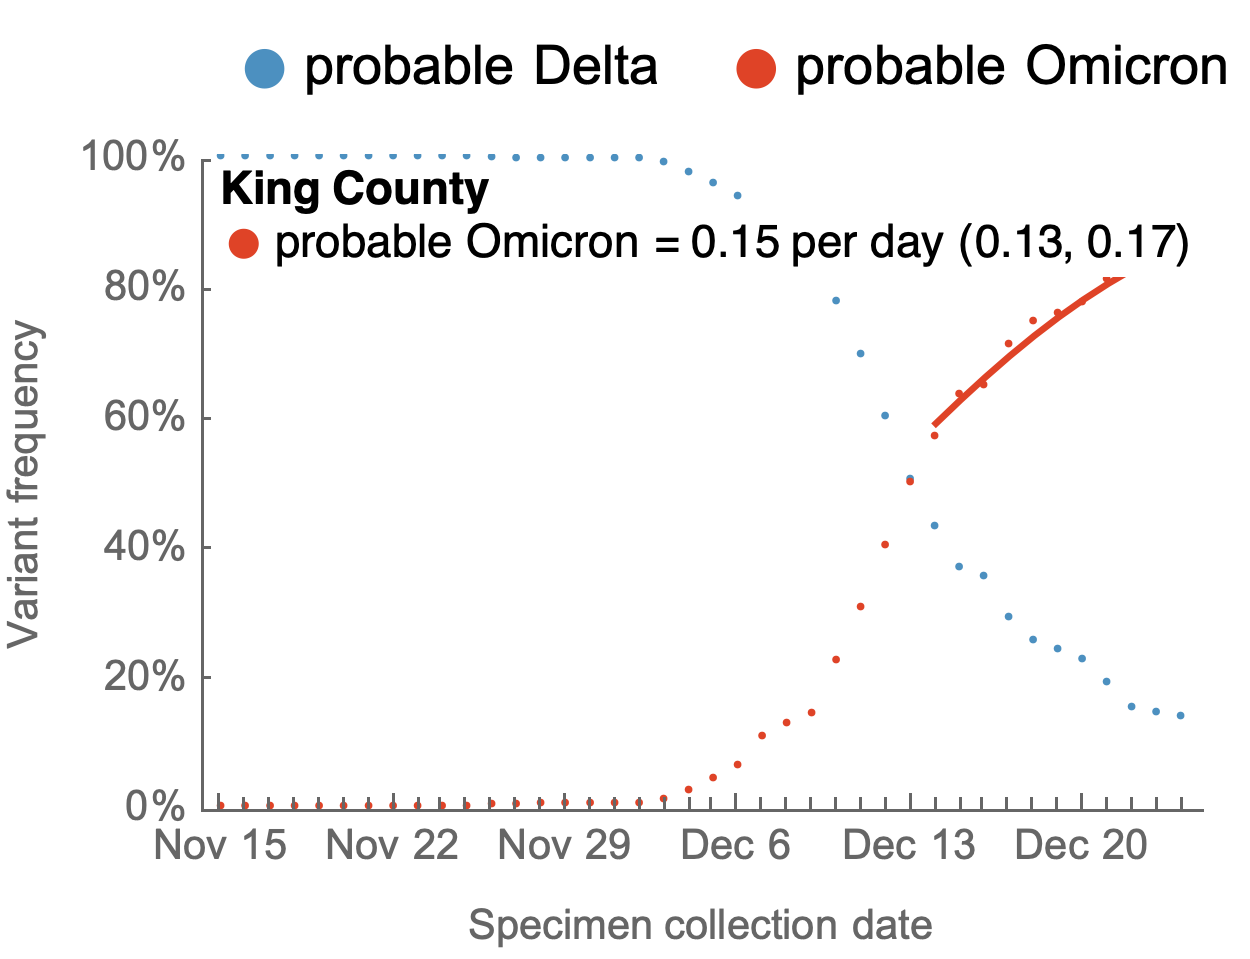 probable Delta probable Omicron
100%
King County
probable Omicron = 0.15 per day (0.13, 0.17)
80%
60%
40%
20%
0%
Variant frequency
Nov 15 Nov 22 Nov 29 Dec 6 Dec 13 Dec 20
Specimen collection date